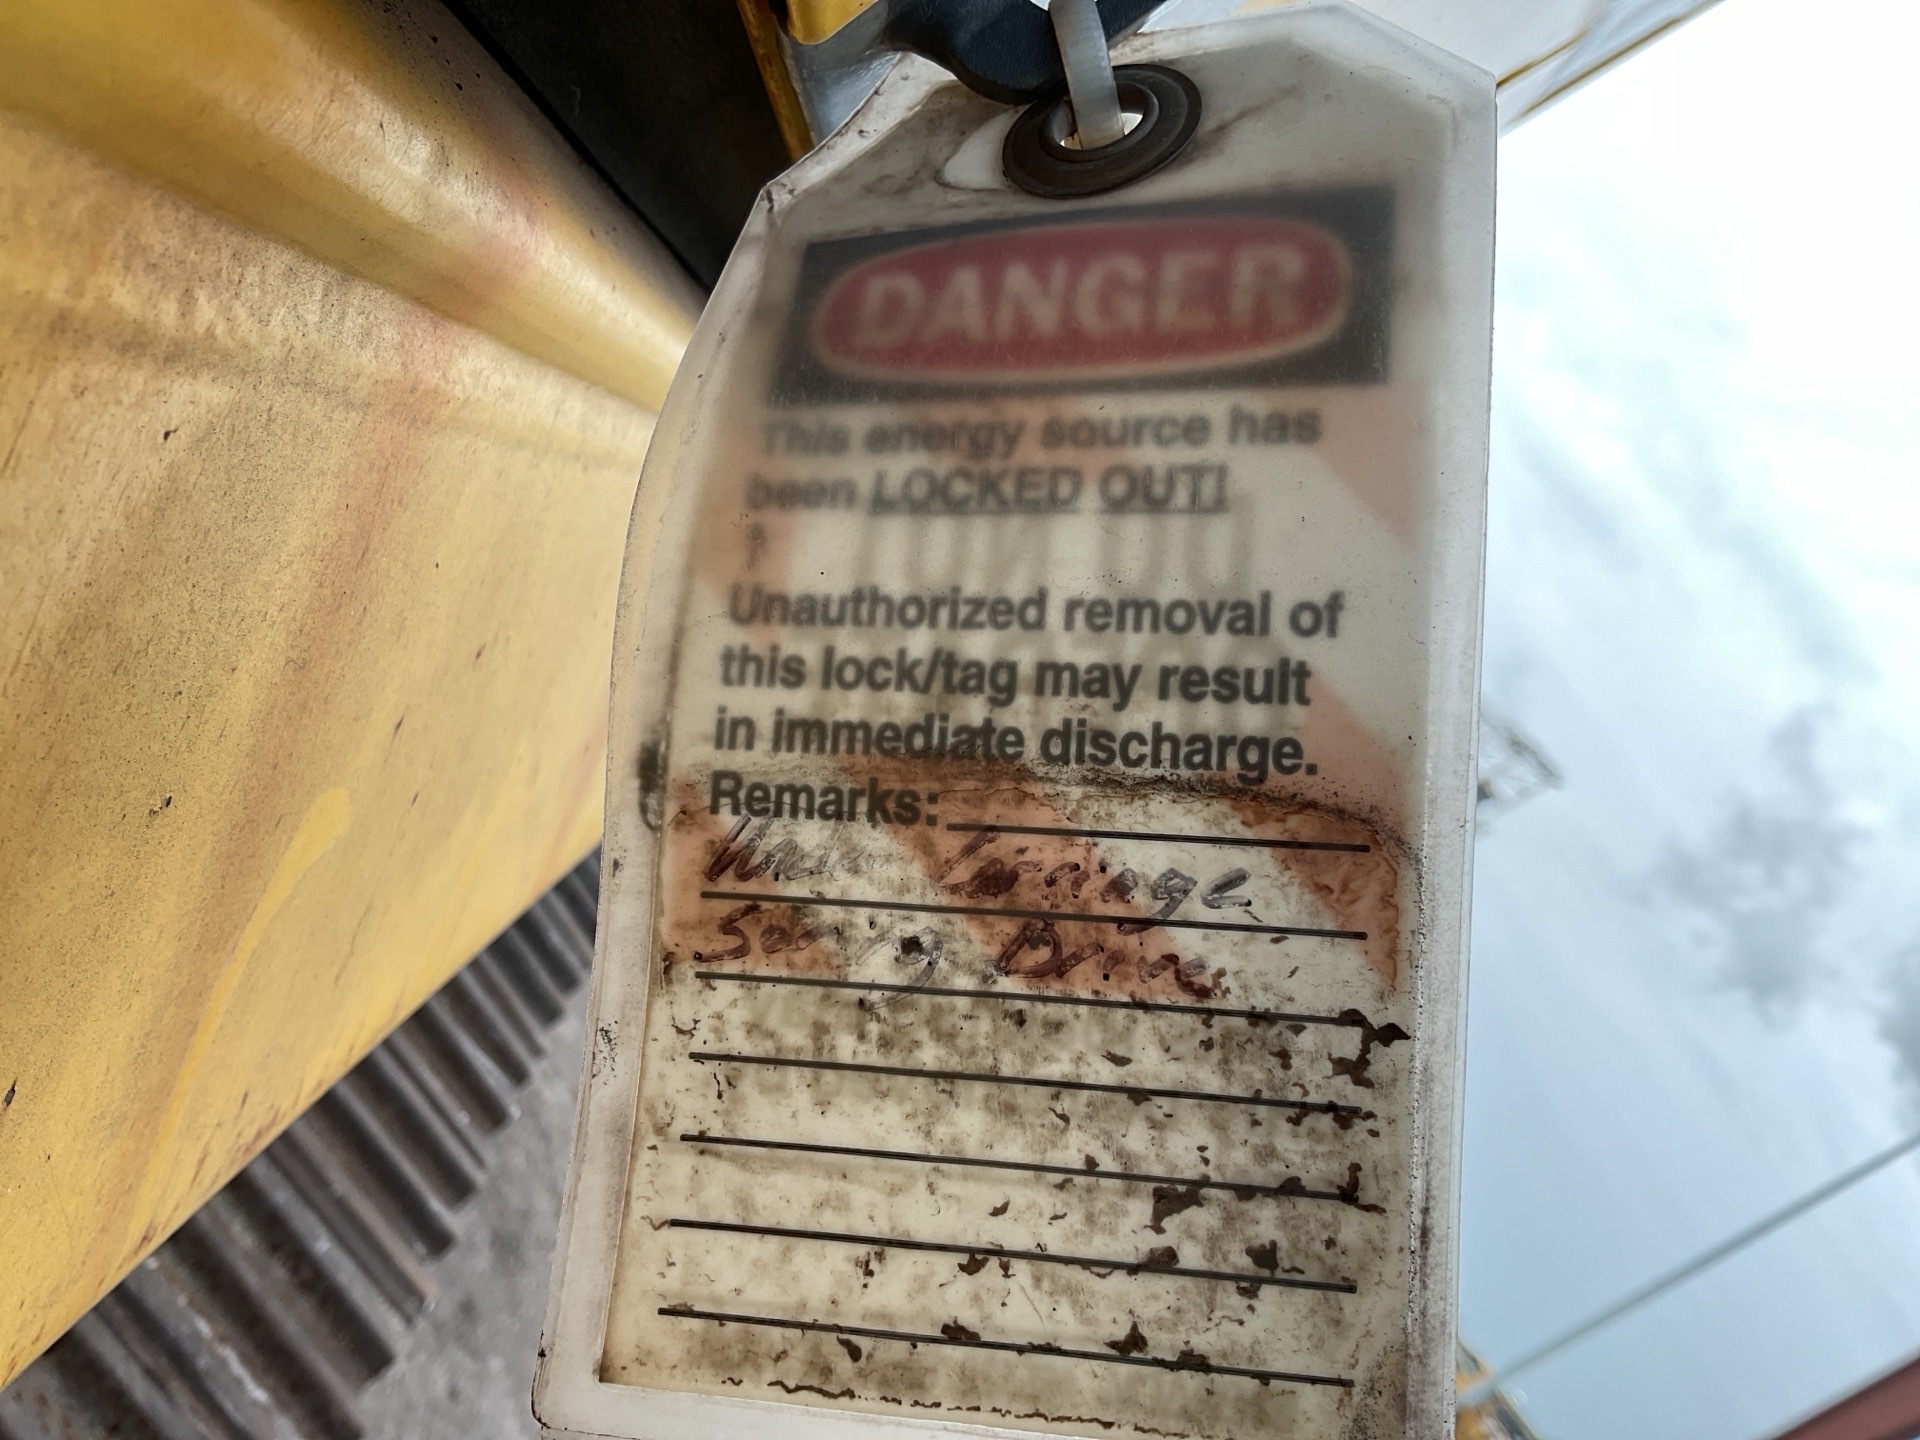 DANGER
This energy source has
been LOCKED OUT!
Unauthorized removal of
this lock/tag may result
in immediate discharge.
Remarks: